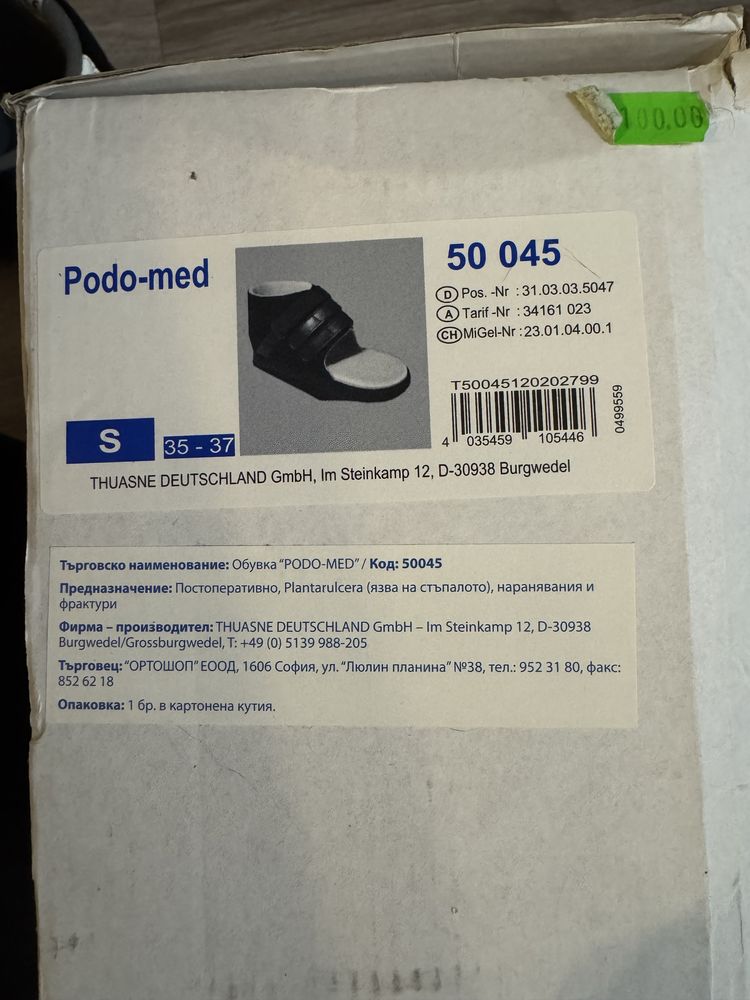 100.00
Podo-med
50 045
D Pos. -Nr : 31.03.03.5047
A Tarif -Nr : 34161 023
CH MiGel-Nr : 23.01.04.00.1
T50045120202799
4 035459 105446
0499559
S 35 - 37
THUASNE DEUTSCHLAND GmbH, Im Steinkamp 12, D-30938 Burgwedel
Търговско наименование: Обувка "PODO-MED" / Код: 50045
Предназначение: Постоперативно, Plantarulcera (язва на стъпалото), наранявания и
фрактури
Фирма – производител: THUASNE DEUTSCHLAND GmbH – Im Steinkamp 12, D-30938
Burgwedel/Grossburgwedel, T: +49 (0) 5139 988-205
Търговец: "ОРТОШОП" ЕООД, 1606 София, ул. "Люлин планина" №38, тел.: 952 31 80, факс:
852 62 18
Опаковка: 1 бр. в картонена кутия.